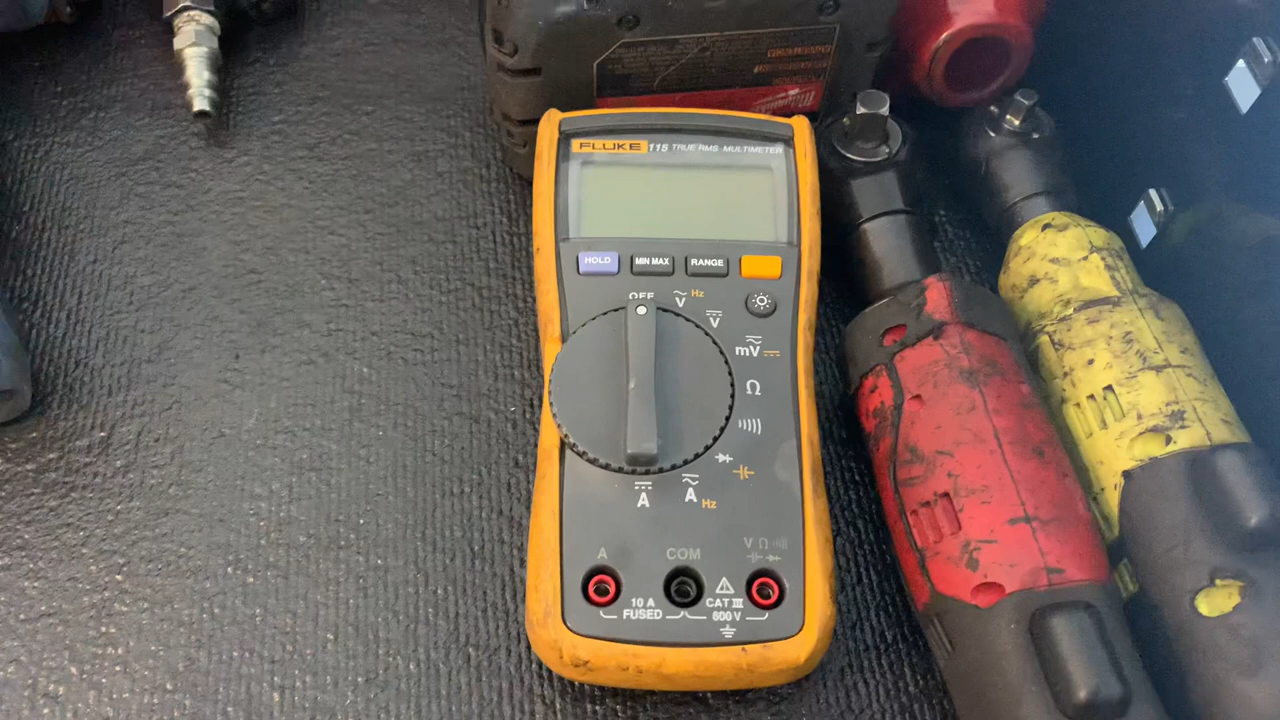 Milwaukee
FLUKE 115 TRUE RMS MULTIMETER
HOLD
MIN MAX
RANGE
OFF
V Hz
V
mV
Ω
A
A Hz
A
COM
V Ω
10 A
FUSED
CAT III
600 V